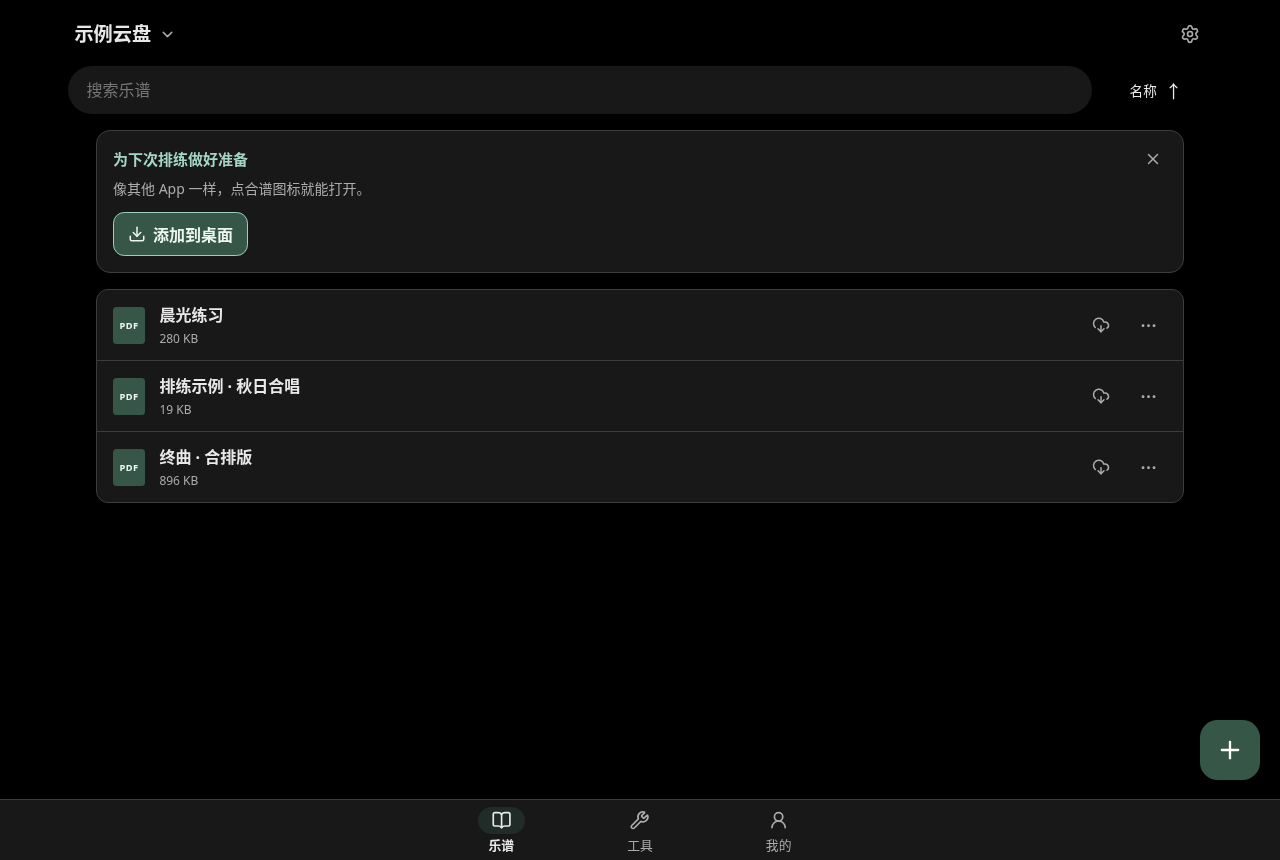 示例云盘
搜索乐谱
名称
为下次排练做好准备
像其他 App 一样，点合谱图标就能打开。
添加到桌面
PDF
晨光练习
280 KB
PDF
排练示例 · 秋日合唱
19 KB
PDF
终曲 · 合排版
896 KB
乐谱
工具
我的